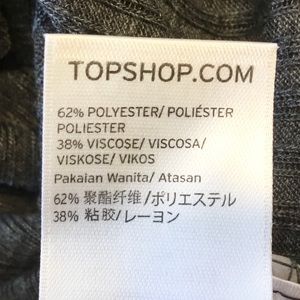 TOPSHOP.COM
62% POLYESTER/ POLIÉSTER
POLIESTER
38% VISCOSE/ VISCOSA/
VISKOSE/ VIKOS
Pakaian Wanita/ Atasan
62% 聚酯纤维/ポリエステル
38% 粘胶/レーヨン